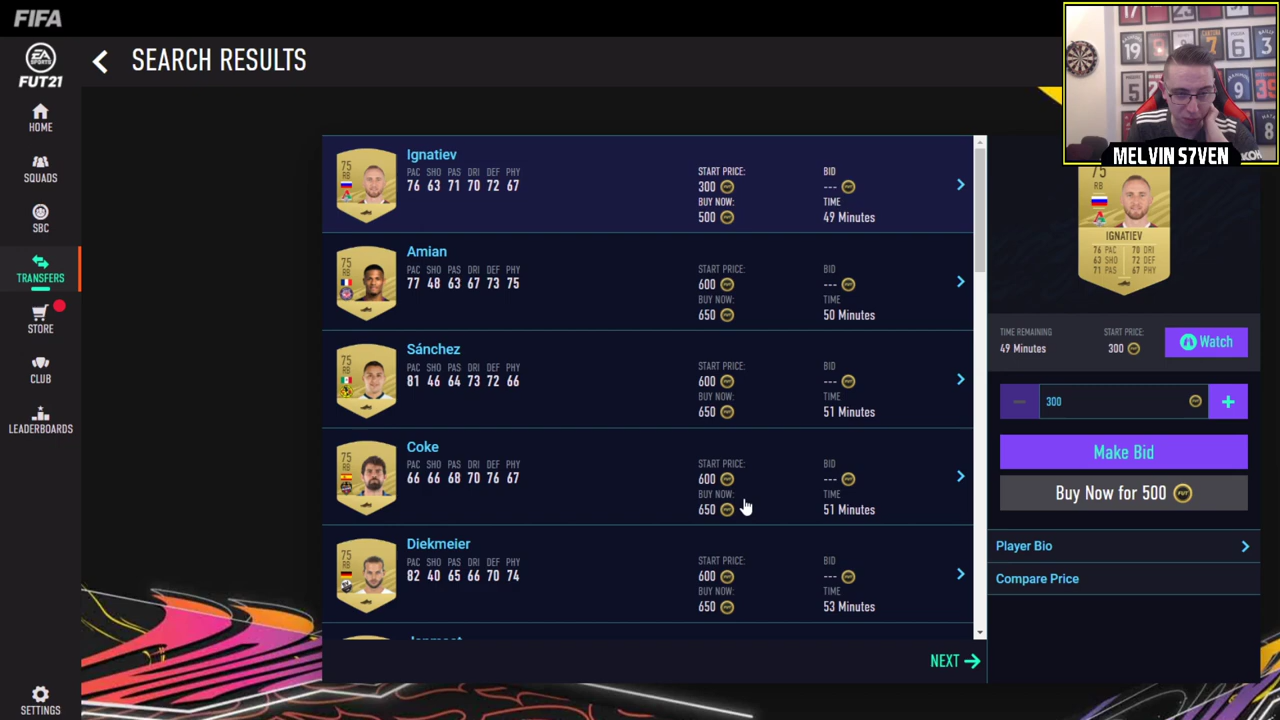 FIFA
EA SPORTS
FUT21
SEARCH RESULTS
HOME
SQUADS
SBC
TRANSFERS
STORE
CLUB
LEADERBOARDS
SETTINGS
75
RB
Ignatiev
PAC SHO PAS DRI DEF PHY
76 63 71 70 72 67
START PRICE:
300
BUY NOW:
500
BID
---
TIME
49 Minutes
75
RB
Amian
PAC SHO PAS DRI DEF PHY
77 48 63 67 73 75
START PRICE:
600
BUY NOW:
650
BID
---
TIME
50 Minutes
75
RB
Sánchez
PAC SHO PAS DRI DEF PHY
81 46 64 73 72 66
START PRICE:
600
BUY NOW:
650
BID
---
TIME
51 Minutes
75
RB
Coke
PAC SHO PAS DRI DEF PHY
66 66 68 70 76 67
START PRICE:
600
BUY NOW:
650
BID
---
TIME
51 Minutes
75
RB
Diekmeier
PAC SHO PAS DRI DEF PHY
82 40 65 66 70 74
START PRICE:
600
BUY NOW:
650
BID
---
TIME
53 Minutes
NEXT
MELVIN S7VEN
75
RB
IGNATIEV
76 PAC 70 DRI
63 SHO 72 DEF
71 PAS 67 PHY
TIME REMAINING
49 Minutes
START PRICE:
300
Watch
300
Make Bid
Buy Now for 500
Player Bio
Compare Price